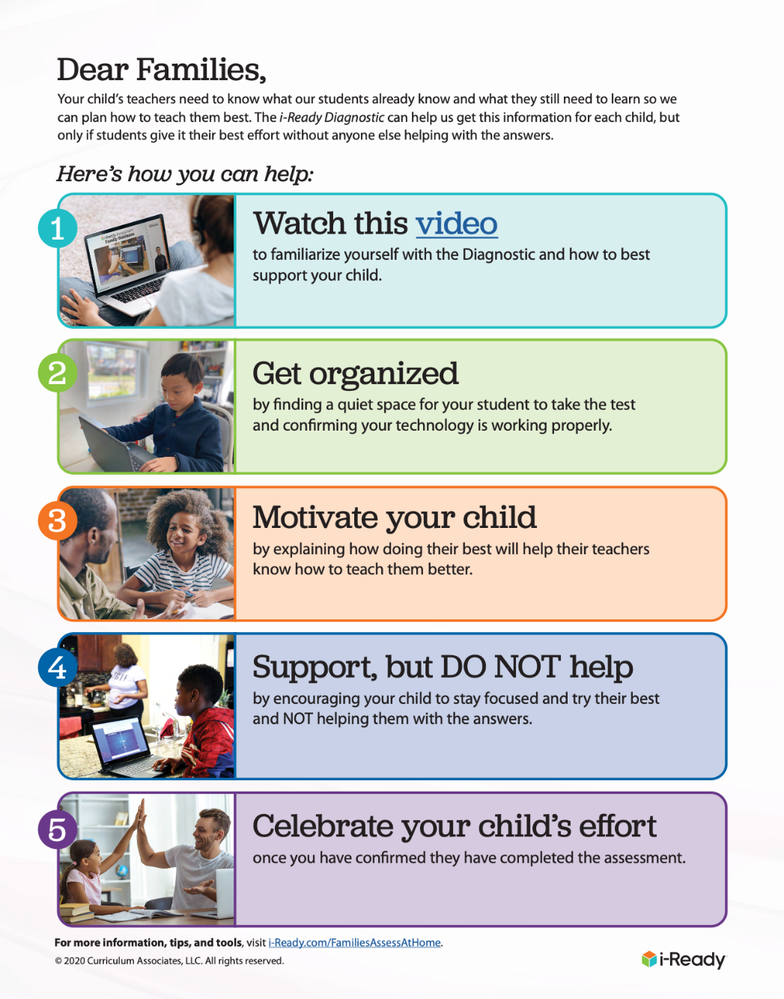 Dear Families,
Your child's teachers need to know what our students already know and what they still need to learn so we
can plan how to teach them best. The i-Ready Diagnostic can help us get this information for each child, but
only if students give it their best effort without anyone else helping with the answers.
Here's how you can help:
1
Watch this video
to familiarize yourself with the Diagnostic and how to best
support your child.
2
Get organized
by finding a quiet space for your student to take the test
and confirming your technology is working properly.
3
Motivate your child
by explaining how doing their best will help their teachers
know how to teach them better.
4
Support, but DO NOT help
by encouraging your child to stay focused and try their best
and NOT helping them with the answers.
5
Celebrate your child's effort
once you have confirmed they have completed the assessment.
For more information, tips, and tools, visit i-Ready.com/FamiliesAssessAtHome.
© 2020 Curriculum Associates, LLC. All rights reserved.
i-Ready